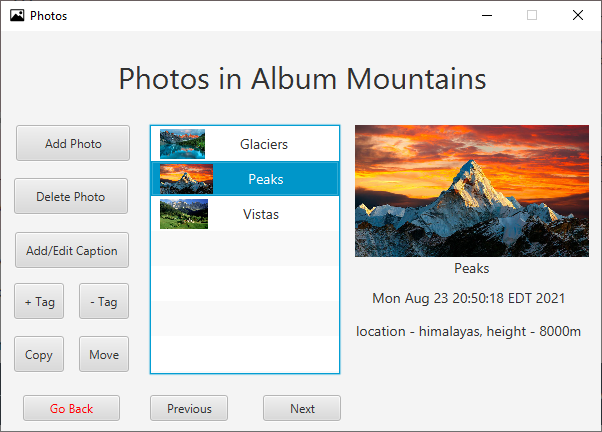 Photos
Photos in Album Mountains
Add Photo
Delete Photo
Add/Edit Caption
+ Tag
- Tag
Copy
Move
Go Back
Glaciers
Peaks
Vistas
Previous
Next
Peaks
Mon Aug 23 20:50:18 EDT 2021
location - himalayas, height - 8000m